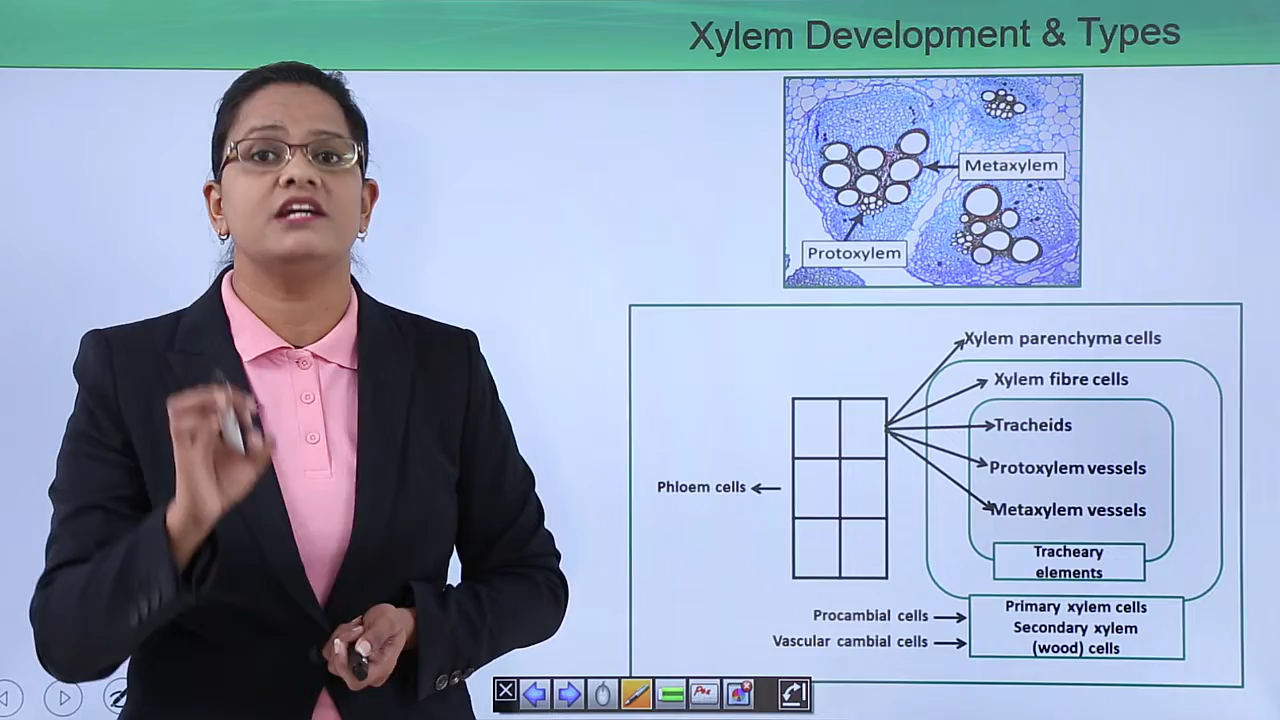 Xylem Development & Types
Metaxylem
Protoxylem
Xylem parenchyma cells
Xylem fibre cells
Tracheids
Protoxylem vessels
Phloem cells
Metaxylem vessels
Tracheary
elements
Procambial cells
Vascular cambial cells
Primary xylem cells
Secondary xylem
(wood) cells